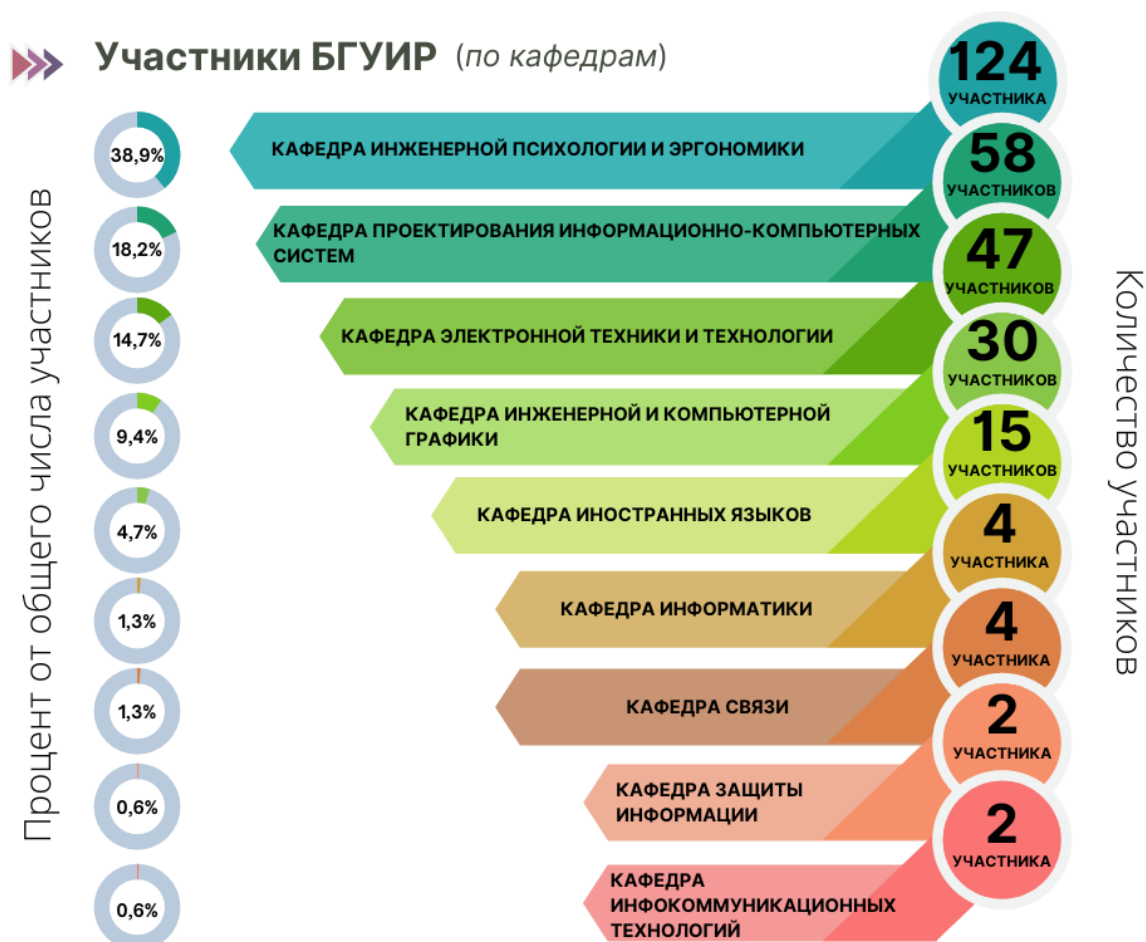 Участники БГУИР (по кафедрам)
Процент от общего числа участников
Количество участников
38,9%
КАФЕДРА ИНЖЕНЕРНОЙ ПСИХОЛОГИИ И ЭРГОНОМИКИ
124
УЧАСТНИКА
18,2%
КАФЕДРА ПРОЕКТИРОВАНИЯ ИНФОРМАЦИОННО-КОМПЬЮТЕРНЫХ
СИСТЕМ
58
УЧАСТНИКОВ
14,7%
КАФЕДРА ЭЛЕКТРОННОЙ ТЕХНИКИ И ТЕХНОЛОГИИ
47
УЧАСТНИКОВ
9,4%
КАФЕДРА ИНЖЕНЕРНОЙ И КОМПЬЮТЕРНОЙ
ГРАФИКИ
30
УЧАСТНИКОВ
4,7%
КАФЕДРА ИНОСТРАННЫХ ЯЗЫКОВ
15
УЧАСТНИКОВ
1,3%
КАФЕДРА ИНФОРМАТИКИ
4
УЧАСТНИКА
1,3%
КАФЕДРА СВЯЗИ
4
УЧАСТНИКА
0,6%
КАФЕДРА ЗАЩИТЫ
ИНФОРМАЦИИ
2
УЧАСТНИКА
0,6%
КАФЕДРА
ИНФОКОММУНИКАЦИОННЫХ
ТЕХНОЛОГИЙ
2
УЧАСТНИКА